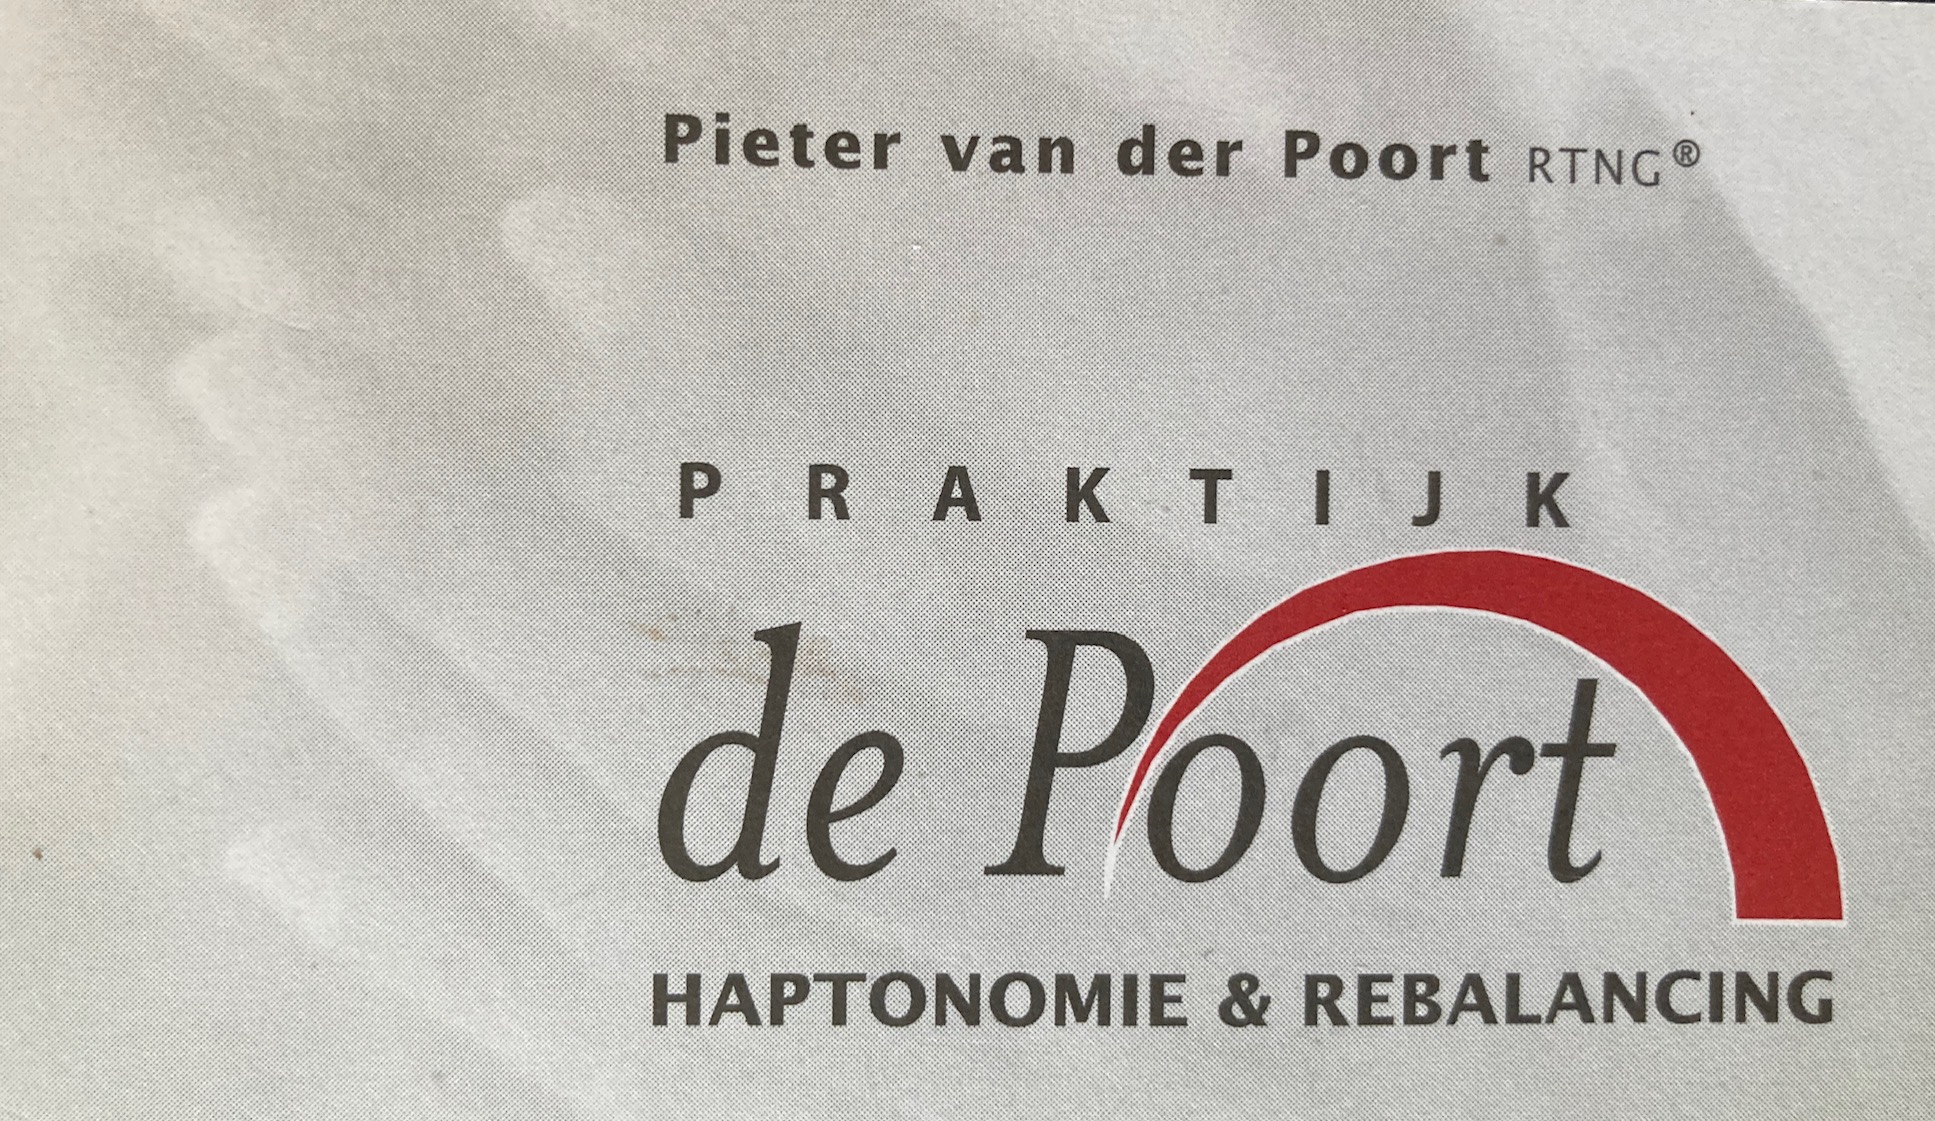 Pieter van der Poort RTNG®
PRAKTIJK
de Poort
HAPTONOMIE & REBALANCING